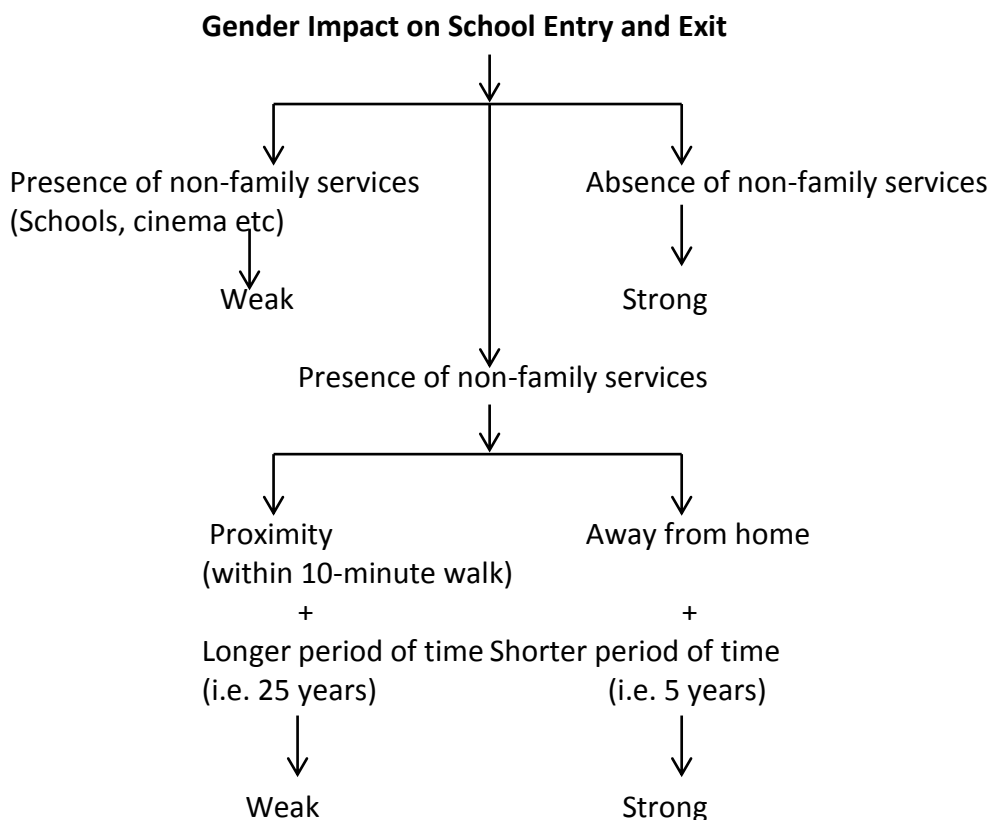 Gender Impact on School Entry and Exit
Presence of non-family services
(Schools, cinema etc)
Absence of non-family services
Weak
Strong
Presence of non-family services
Proximity
(within 10-minute walk)
Away from home
+
+
Longer period of time
(i.e. 25 years)
Shorter period of time
(i.e. 5 years)
Weak
Strong